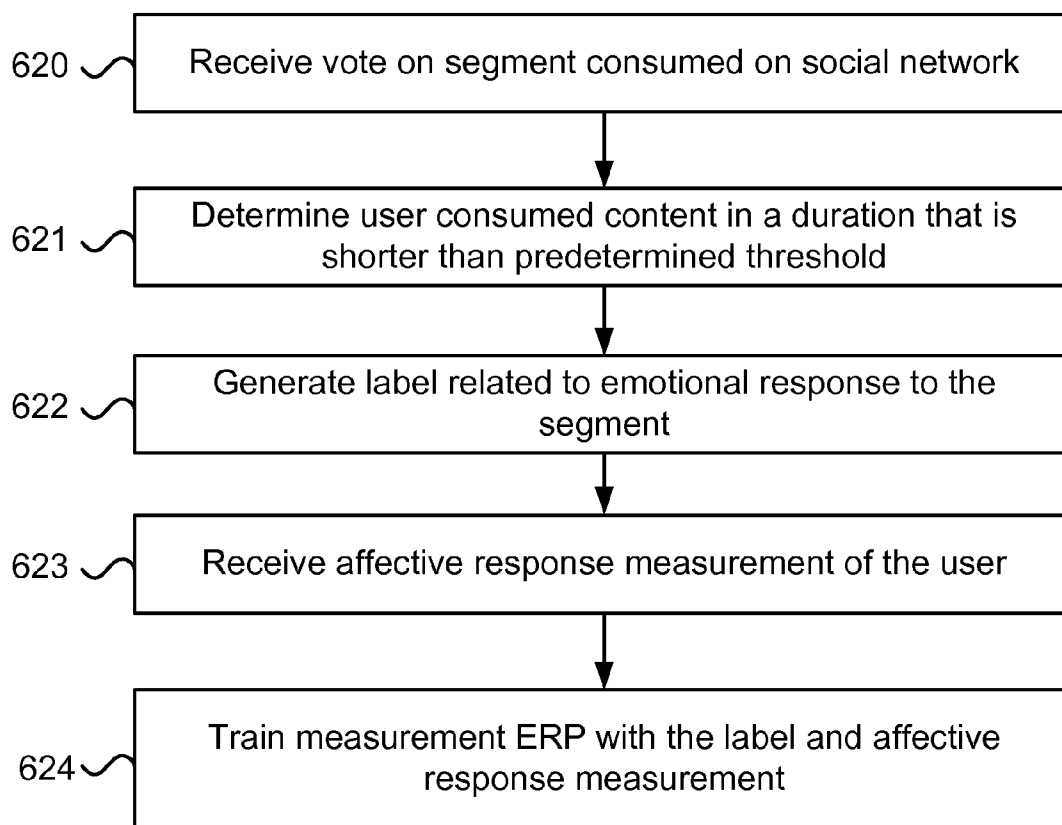 620
Receive vote on segment consumed on social network
621
Determine user consumed content in a duration that is
shorter than predetermined threshold
622
Generate label related to emotional response to the
segment
623
Receive affective response measurement of the user
624
Train measurement ERP with the label and affective
response measurement